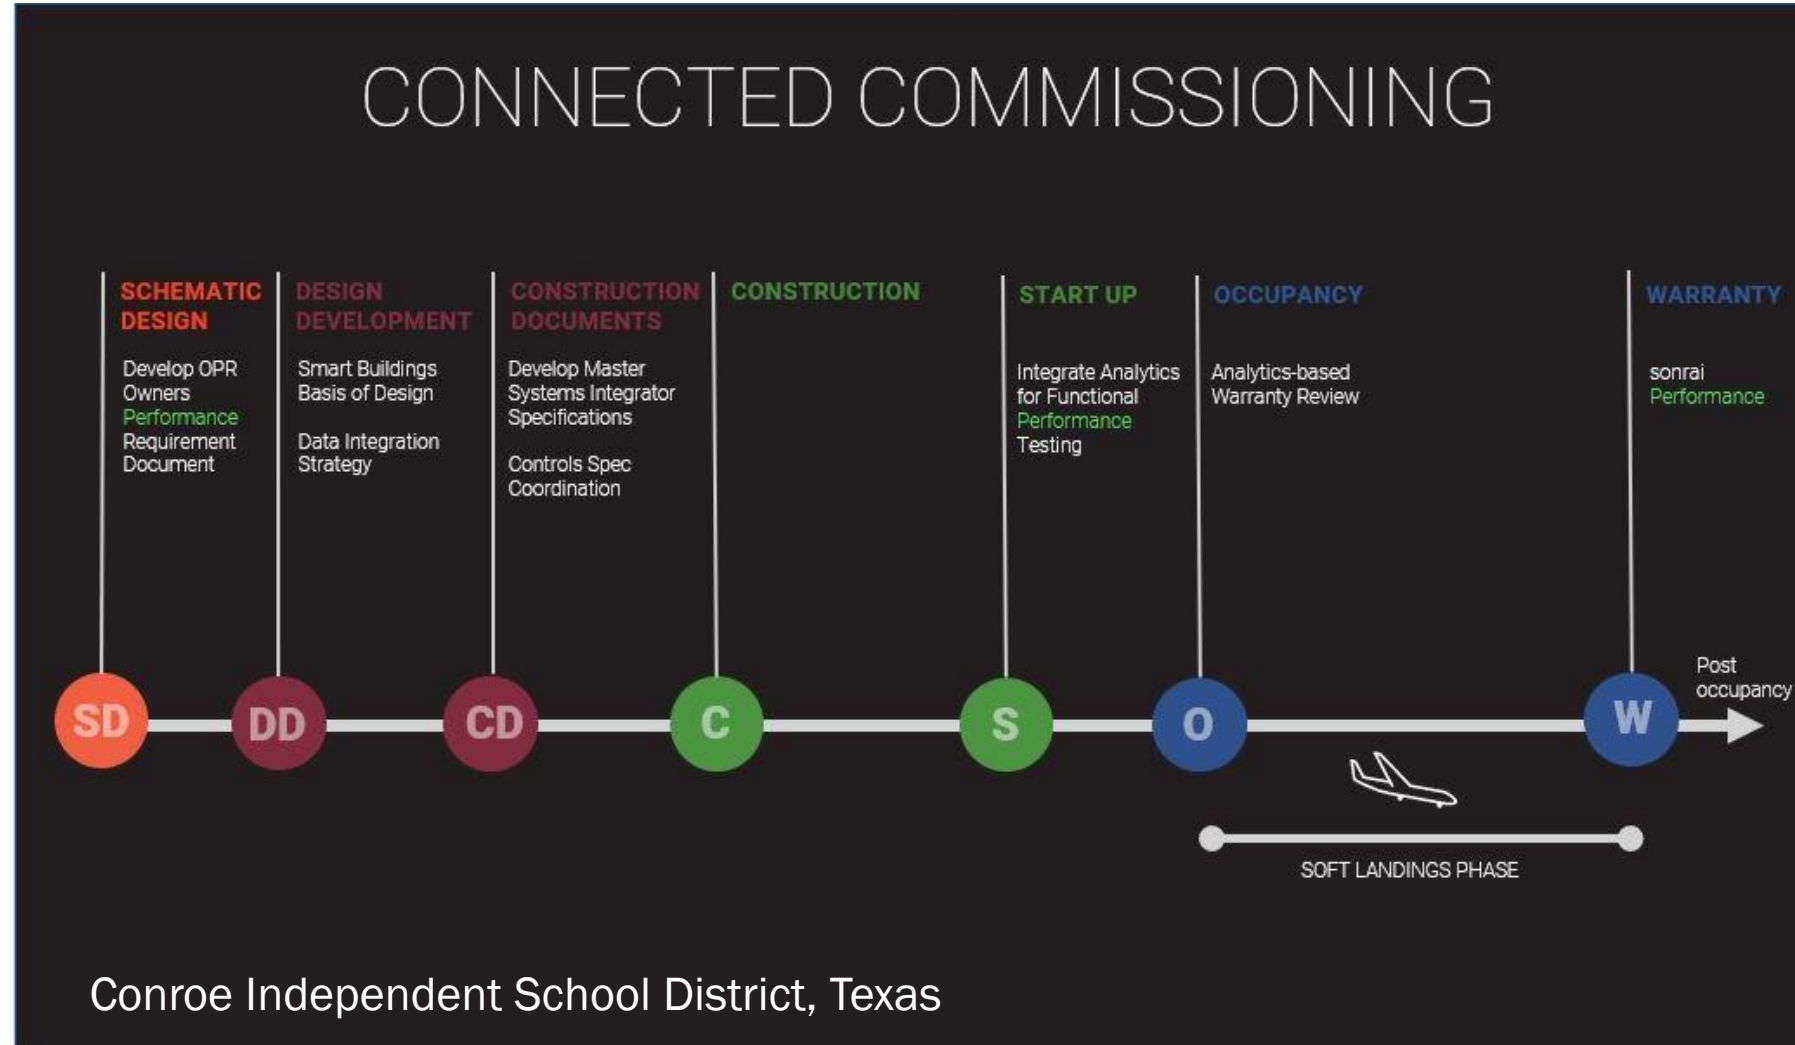 CONNECTED COMMISSIONING
SCHEMATIC
DESIGN
Develop OPR
Owners
Performance
Requirement
Document
DESIGN
DEVELOPMENT
Smart Buildings
Basis of Design
Data Integration
Strategy
CONSTRUCTION
DOCUMENTS
Develop Master
Systems Integrator
Specifications
Controls Spec
Coordination
CONSTRUCTION
START UP
Integrate Analytics
for Functional
Performance
Testing
OCCUPANCY
Analytics-based
Warranty Review
WARRANTY
sonrai
Performance
SD
DD
CD
C
S
O
W
Post
occupancy
SOFT LANDINGS PHASE
Conroe Independent School District, Texas